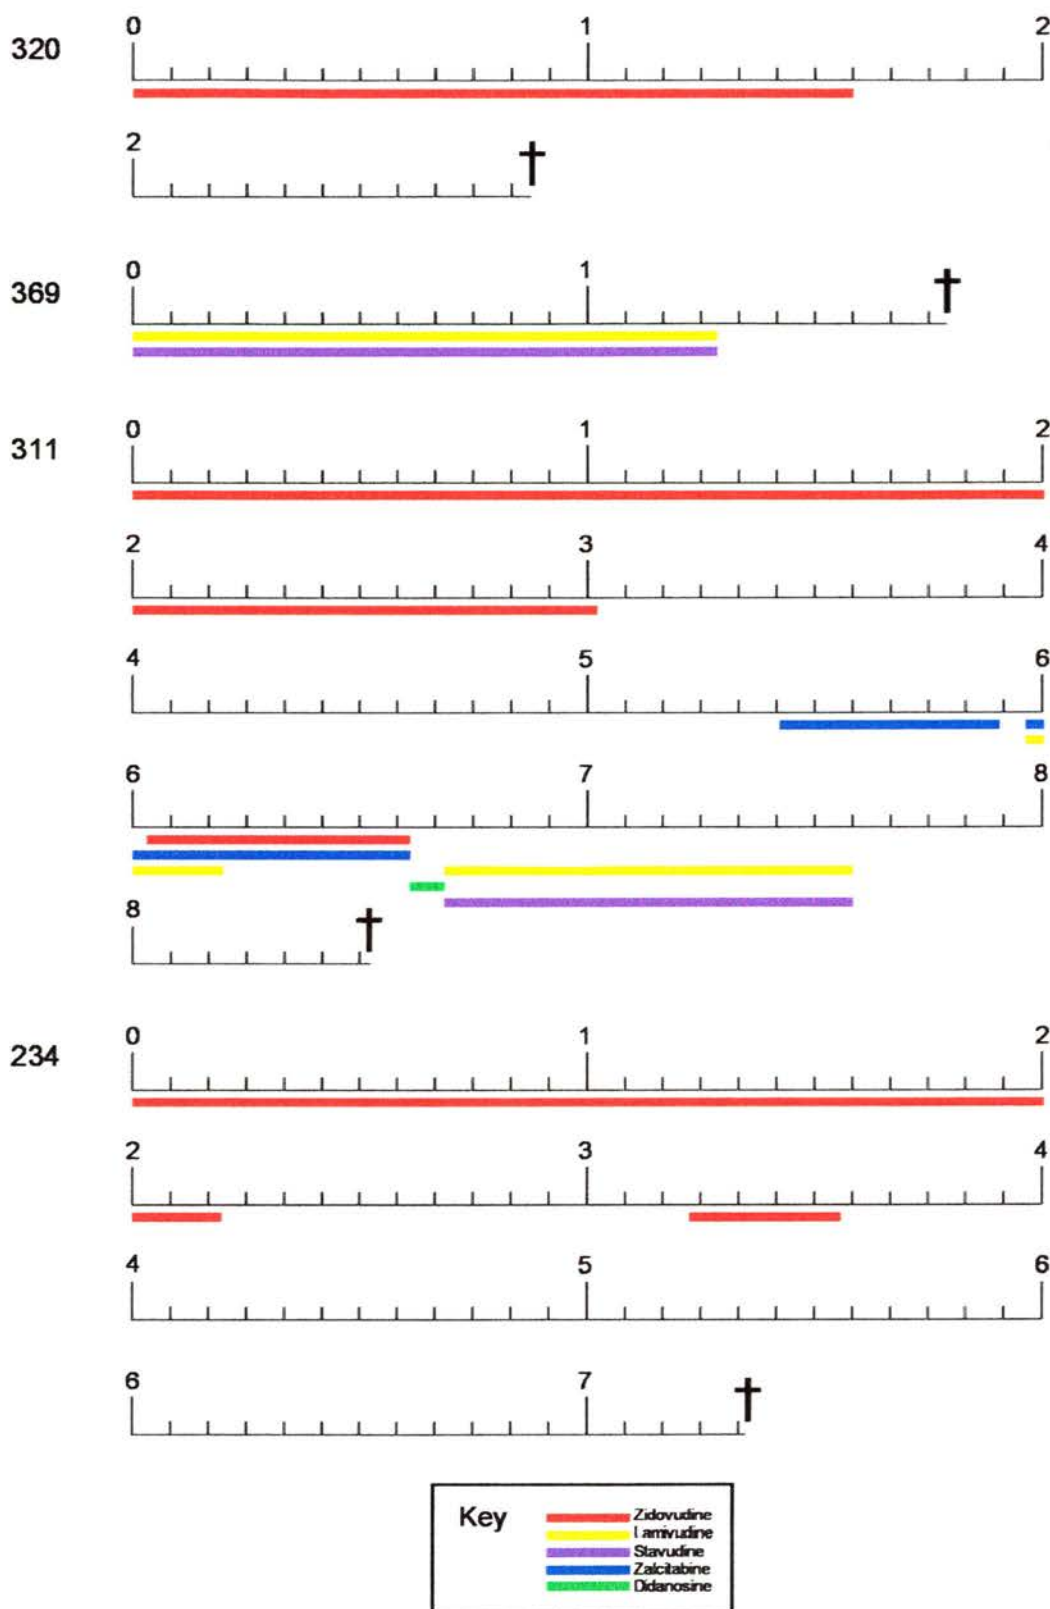 0 1 2
320
2 †
0 1 †
369
0 1 2
311
2 3 4
4 5 6
6 7 8
8 †
0 1 2
234
2 3 4
4 5 6
6 7 †
Key Zidovudine
Lamivudine
Stavudine
Zalcitabine
Didanosine